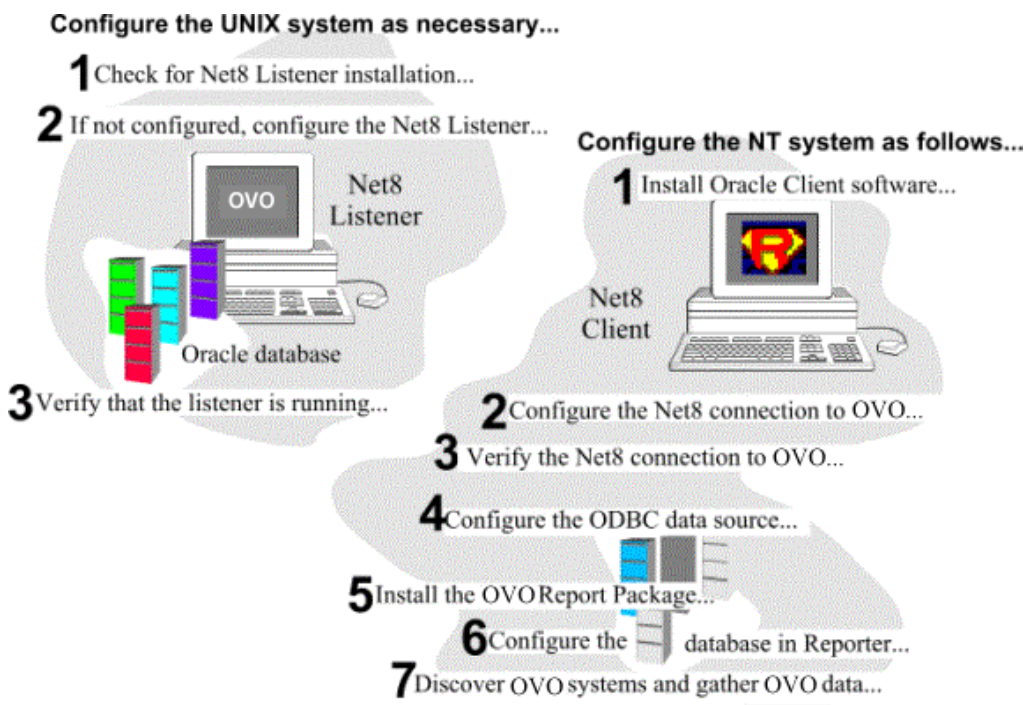 Configure the UNIX system as necessary...
1 Check for Net8 Listener installation...
2 If not configured, configure the Net8 Listener...
OVO
Net8
Listener
Oracle database
3 Verify that the listener is running...
Configure the NT system as follows...
1 Install Oracle Client software...
R
Net8
Client
2 Configure the Net8 connection to OVO...
3 Verify the Net8 connection to OVO...
4 Configure the ODBC data source...
5 Install the OVO Report Package...
6 Configure the database in Reporter...
7 Discover OVO systems and gather OVO data...